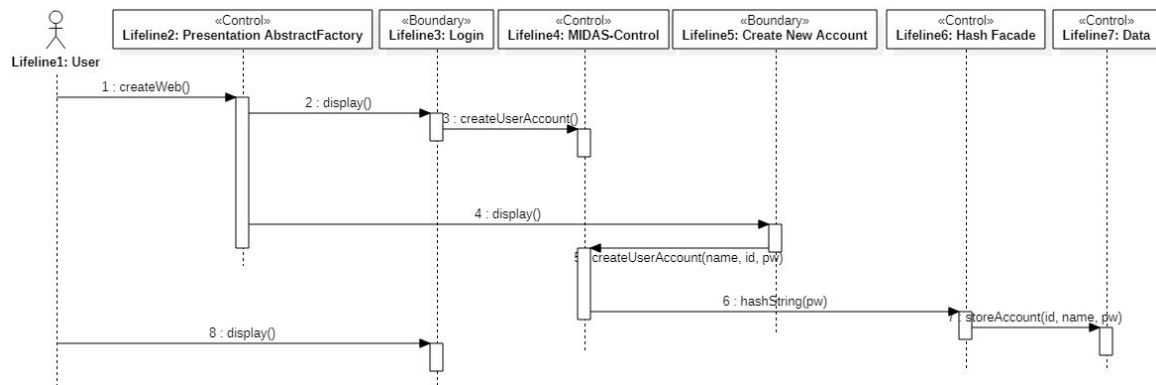 «Control»
Lifeline2: Presentation AbstractFactory
«Boundary»
Lifeline3: Login
«Control»
Lifeline4: MIDAS-Control
«Boundary»
Lifeline5: Create New Account
«Control»
Lifeline6: Hash Facade
«Control»
Lifeline7: Data
Lifeline1: User
1 : createWeb()
2 : display()
3 : createUserAccount()
4 : display()
5 : createUserAccount(name, id, pw)
6 : hashString(pw)
7 : storeAccount(id, name, pw)
8 : display()